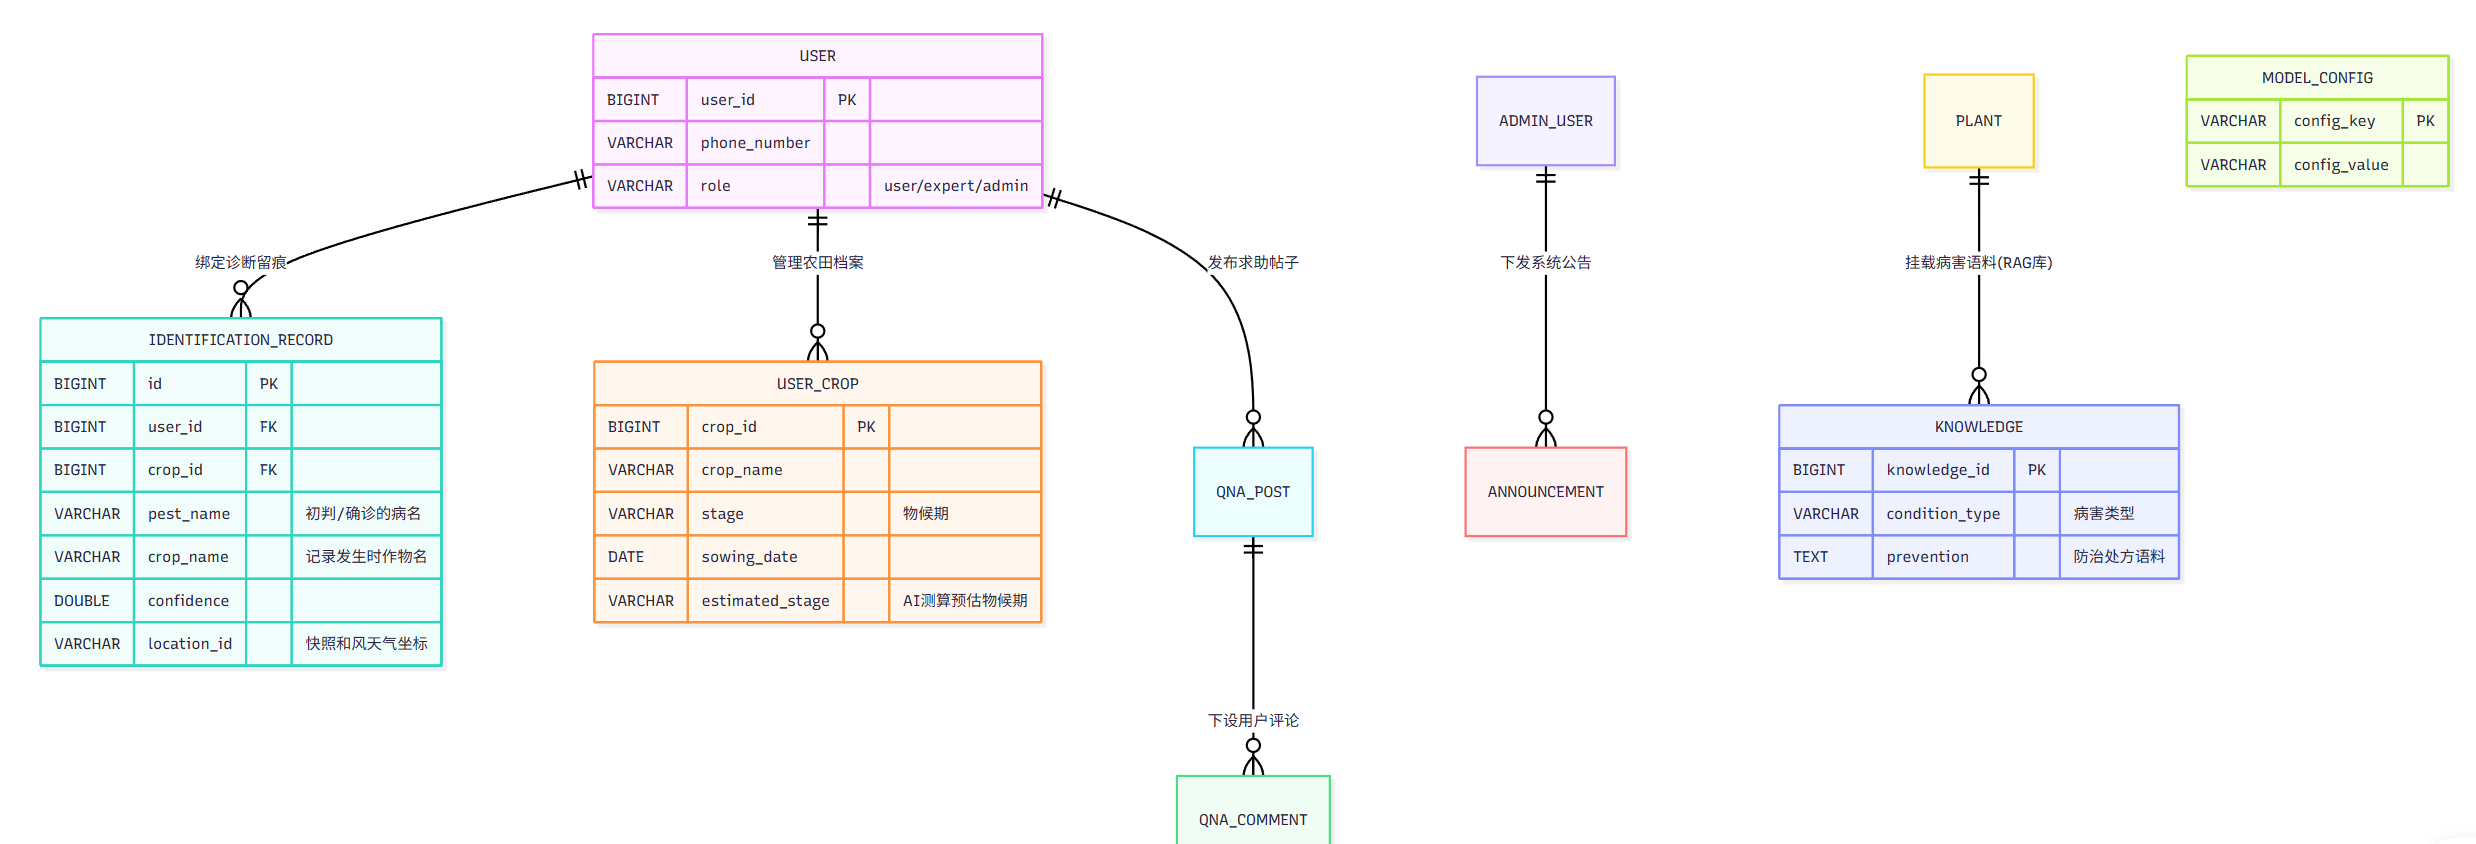 USER
BIGINT user_id PK
VARCHAR phone_number
VARCHAR role user/expert/admin
ADMIN_USER
PLANT
MODEL_CONFIG
VARCHAR config_key PK
VARCHAR config_value
绑定诊断留痕
管理农田档案
发布求助帖子
下发系统公告
挂载病害语料(RAG库)
IDENTIFICATION_RECORD
BIGINT id PK
BIGINT user_id FK
BIGINT crop_id FK
VARCHAR pest_name 初判/确诊的病名
VARCHAR crop_name 记录发生时作物名
DOUBLE confidence
VARCHAR location_id 快照和风天气坐标
USER_CROP
BIGINT crop_id PK
VARCHAR crop_name
VARCHAR stage 物候期
DATE sowing_date
VARCHAR estimated_stage AI测算预估物候期
QNA_POST
ANNOUNCEMENT
KNOWLEDGE
BIGINT knowledge_id PK
VARCHAR condition_type 病害类型
TEXT prevention 防治处方语料
下设用户评论
QNA_COMMENT